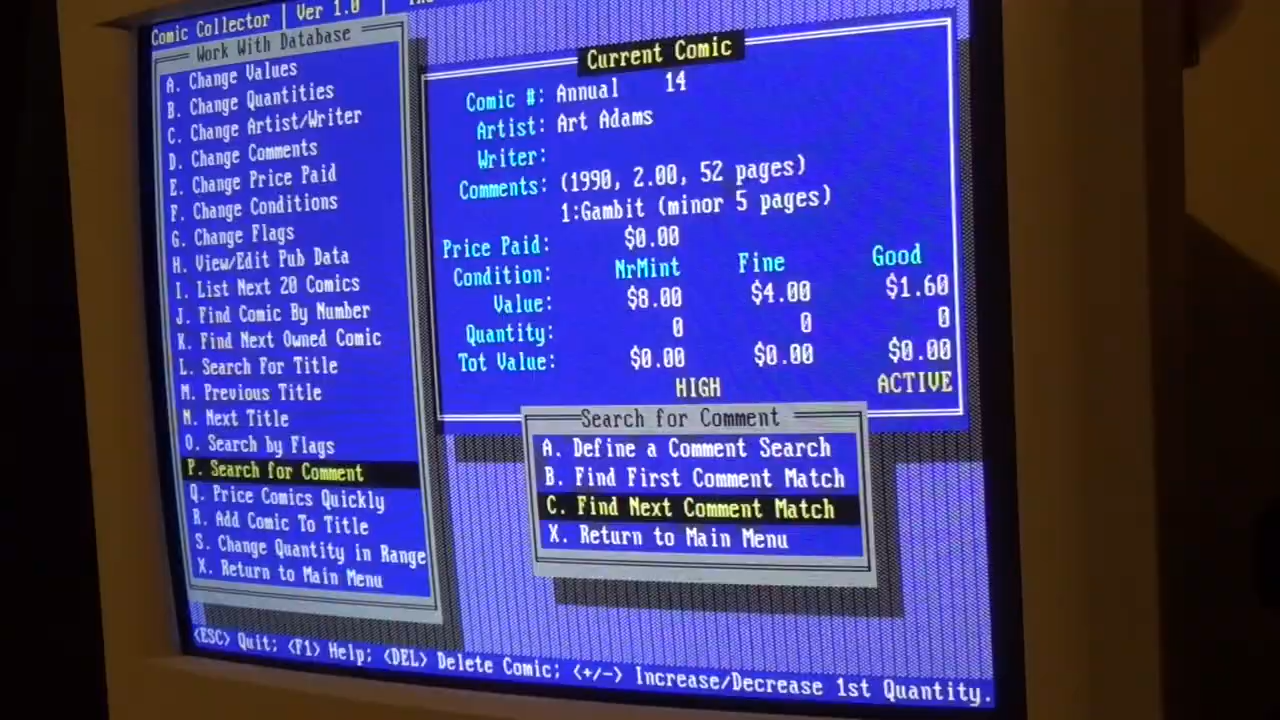 Comic Collector | Ver 1.0 |
Work With Database
A. Change Values
B. Change Quantities
C. Change Artist/Writer
D. Change Comments
E. Change Price Paid
F. Change Conditions
G. Change Flags
H. View/Edit Pub Data
I. List Next 20 Comics
J. Find Comic By Number
K. Find Next Owned Comic
L. Search For Title
M. Previous Title
N. Next Title
O. Search by Flags
P. Search for Comment
Q. Price Comics Quickly
R. Add Comic To Title
S. Change Quantity in Range
X. Return to Main Menu
Current Comic
Comic #: Annual 14
Artist: Art Adams
Writer:
Comments: (1990, 2.00, 52 pages)
1:Gambit (minor 5 pages)
Price Paid: $0.00
Condition: NrMint Fine Good
Value: $8.00 $4.00 $1.60
Quantity: 0 0 0
Tot Value: $0.00 $0.00 $0.00
HIGH ACTIVE
Search for Comment
A. Define a Comment Search
B. Find First Comment Match
C. Find Next Comment Match
X. Return to Main Menu
<ESC> Quit; <F1> Help; <DEL> Delete Comic; <+/-> Increase/Decrease 1st Quantity.